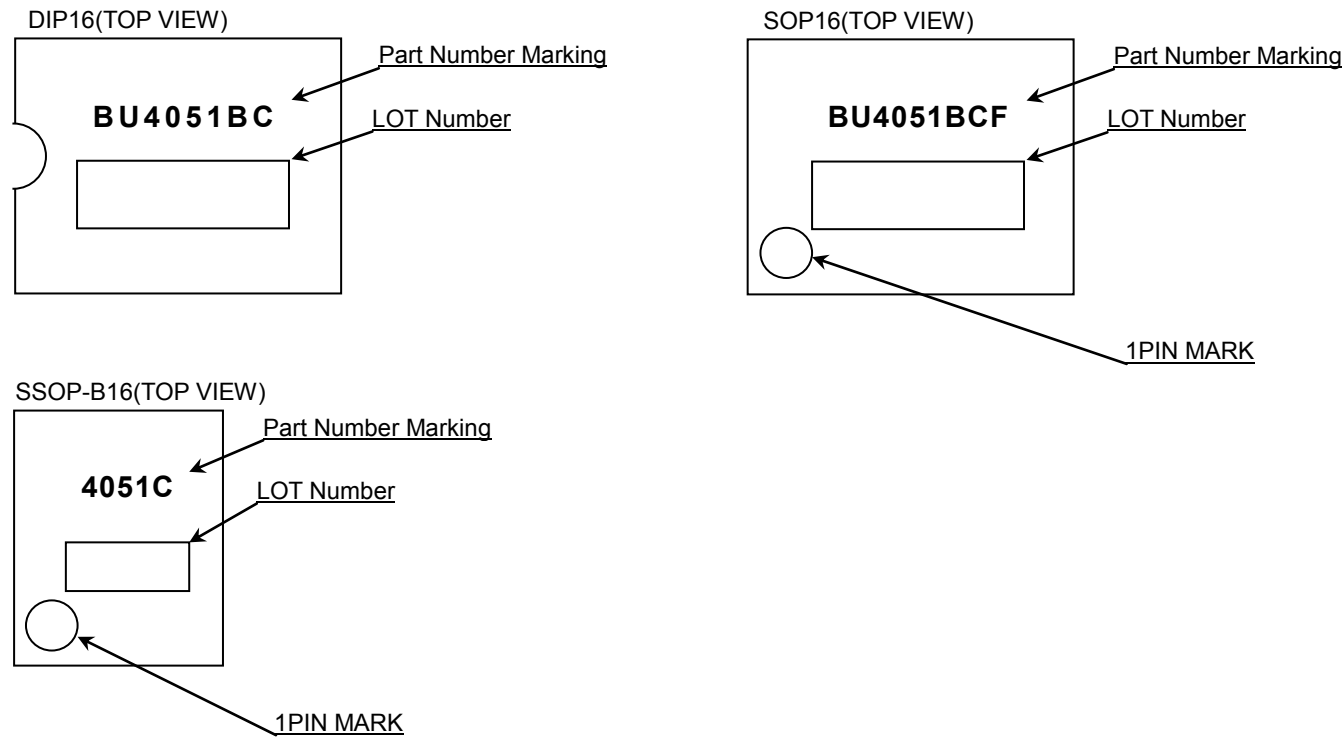 DIP16(TOP VIEW)
Part Number Marking
BU4051BC
LOT Number
SOP16(TOP VIEW)
Part Number Marking
BU4051BCF
LOT Number
1PIN MARK
SSOP-B16(TOP VIEW)
Part Number Marking
4051C
LOT Number
1PIN MARK